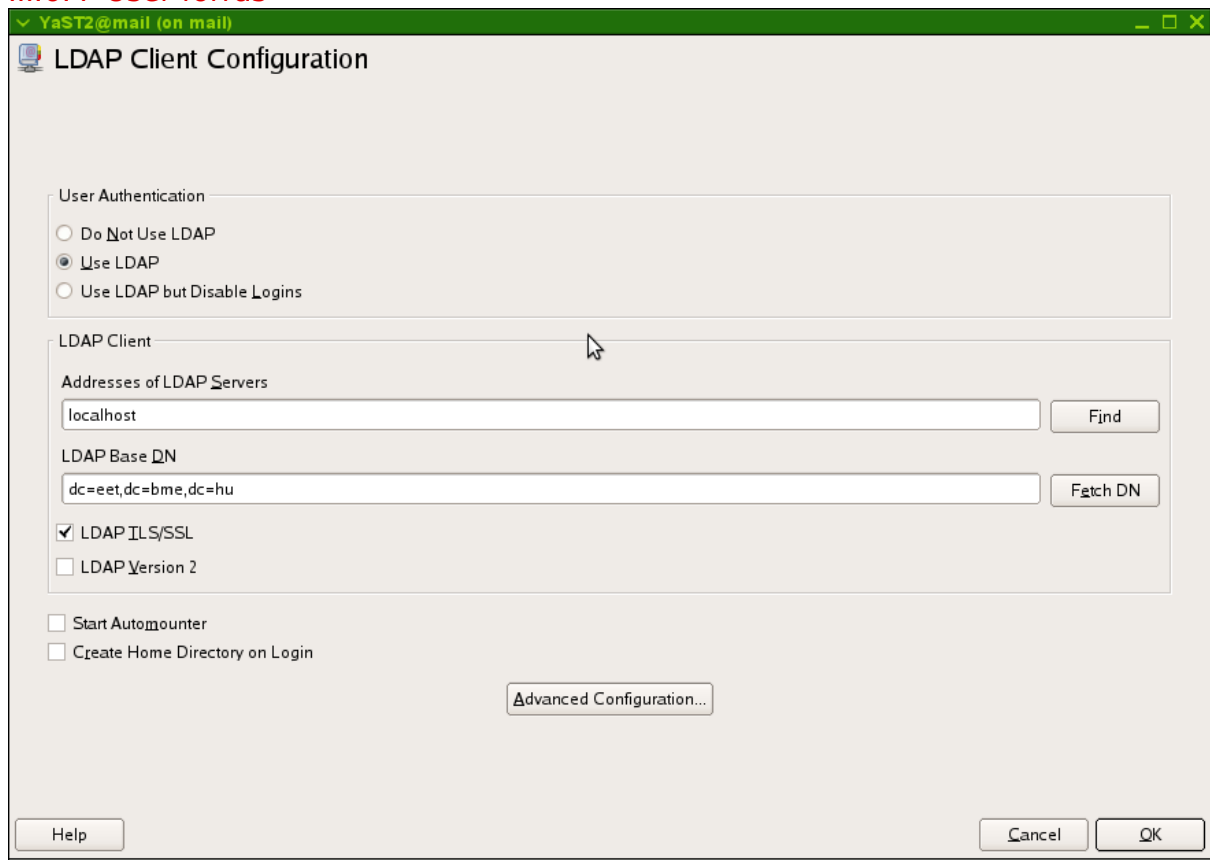 YaST2@mail (on mail)
LDAP Client Configuration
User Authentication
Do Not Use LDAP
Use LDAP
Use LDAP but Disable Logins
LDAP Client
Addresses of LDAP Servers
localhost
Find
LDAP Base DN
dc=eet,dc=bme,dc=hu
Fetch DN
LDAP TLS/SSL
LDAP Version 2
Start Automounter
Create Home Directory on Login
Advanced Configuration...
Help
Cancel
OK